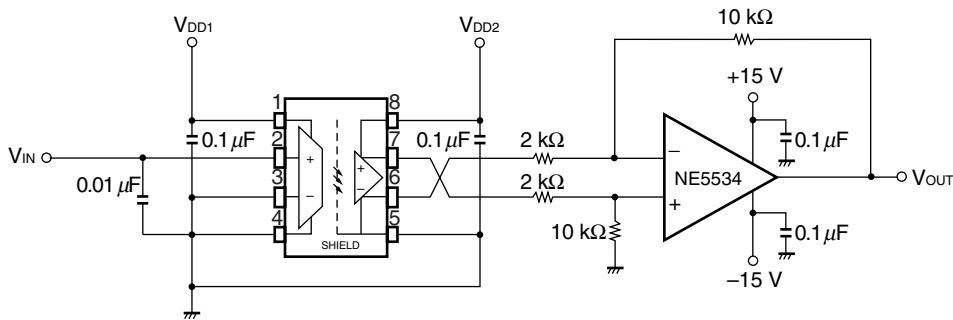 10 kΩ
VDD1
VDD2
+15 V
1
8
0.1 μF
2
7
0.1 μF
2 kΩ
0.1 μF
VIN
+
+
−
NE5534
VOUT
0.01 μF
3
−
−
6
2 kΩ
+
4
5
10 kΩ
0.1 μF
SHIELD
−15 V